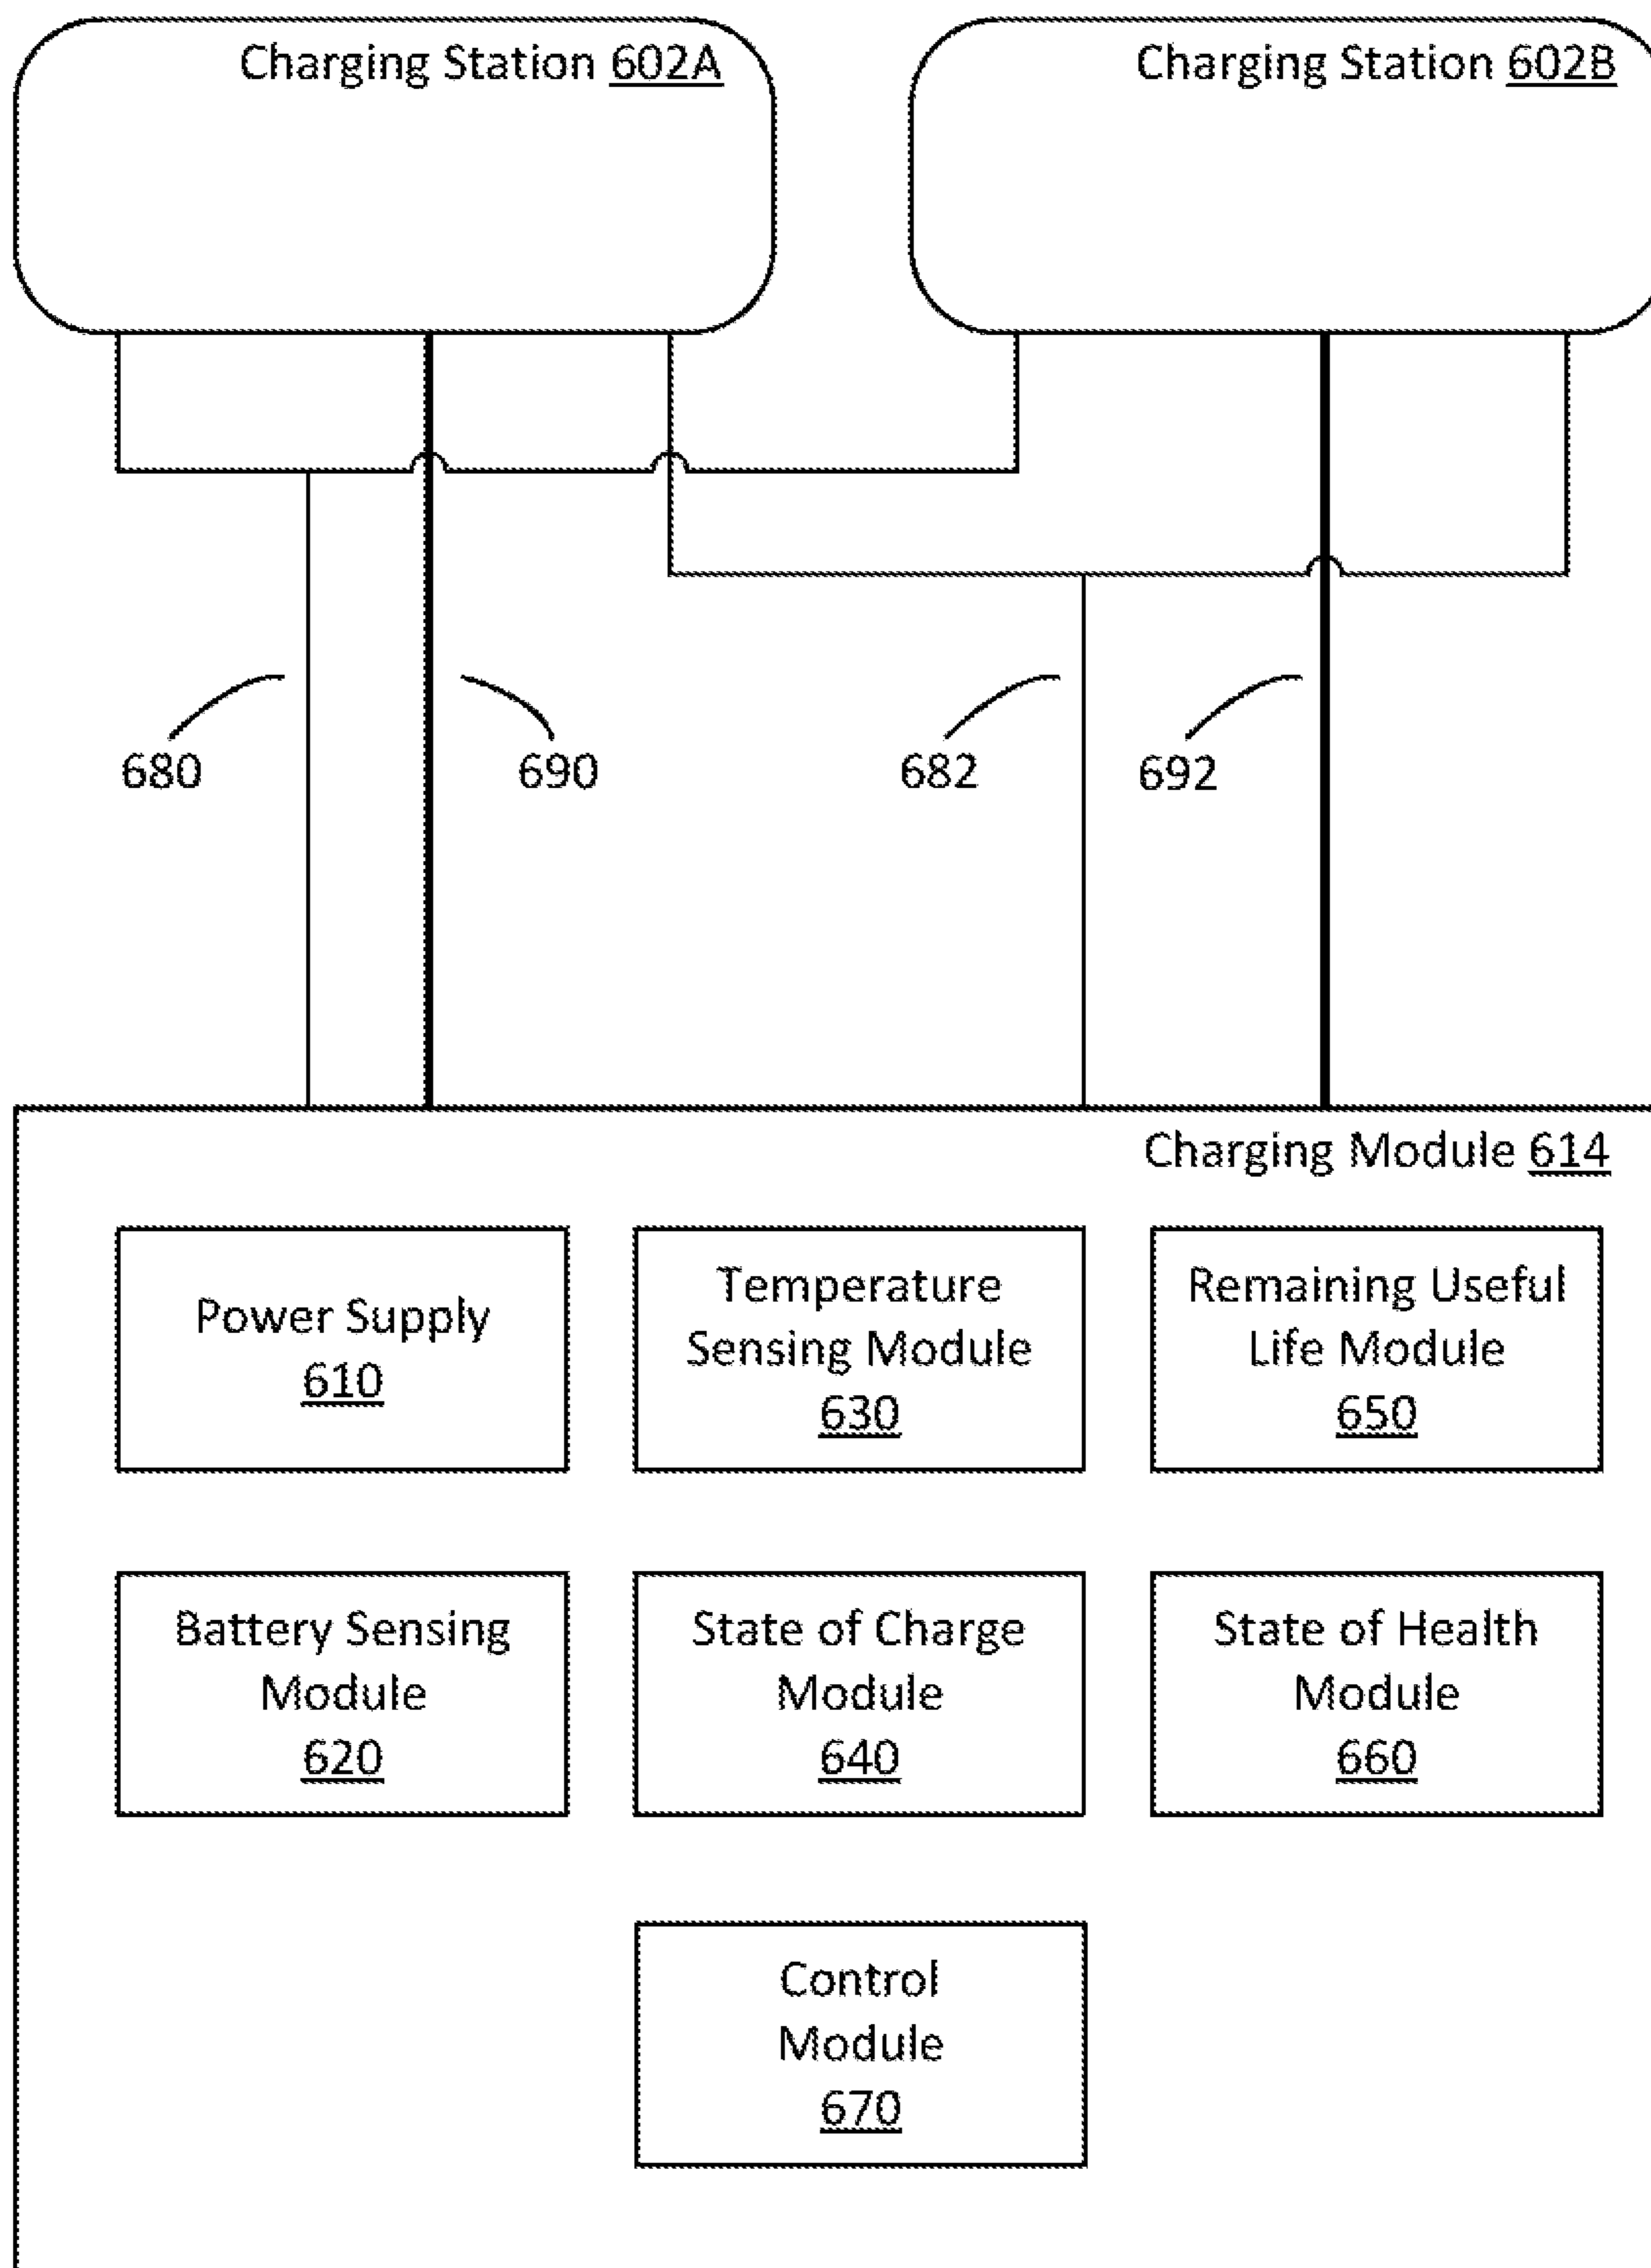 Charging Station 602A
Charging Station 602B
680
690
682
692
Charging Module 614
Power Supply
610
Temperature
Sensing Module
630
Remaining Useful
Life Module
650
Battery Sensing
Module
620
State of Charge
Module
640
State of Health
Module
660
Control
Module
670